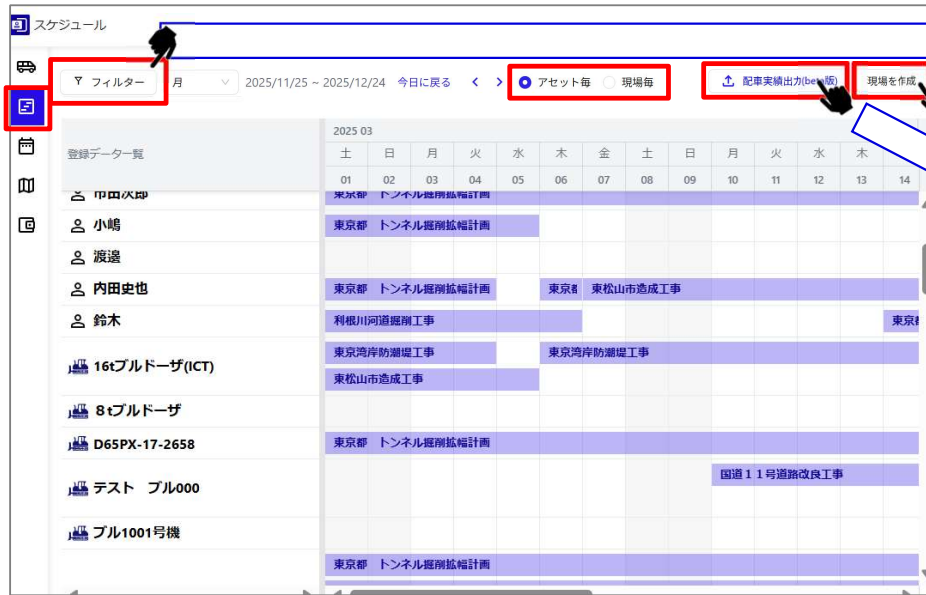 スケジュール
フィルター 月 2025/11/25 ~ 2025/12/24 今日に戻る < > アセット毎 現場毎 配車実績出力(beta版) 現場を作成
2025 03
登録データ一覧 土 日 月 火 水 木 金 土 日 月 火 水 木
01 02 03 04 05 06 07 08 09 10 11 12 13 14
市田次郎 東京都 トンネル掘削拡幅計画
小嶋 東京都 トンネル掘削拡幅計画
渡邉
内田史也 東京都 トンネル掘削拡幅計画 東京 東松山市造成工事
鈴木 利根川河道掘削工事 東京
16tブルドーザ(ICT) 東京湾岸防潮堤工事 東京湾岸防潮堤工事
東松山市造成工事
8tブルドーザ
D65PX-17-2658 東京都 トンネル掘削拡幅計画
国道11号道路改良工事
テスト ブル000
ブル1001号機
東京都 トンネル掘削拡幅計画